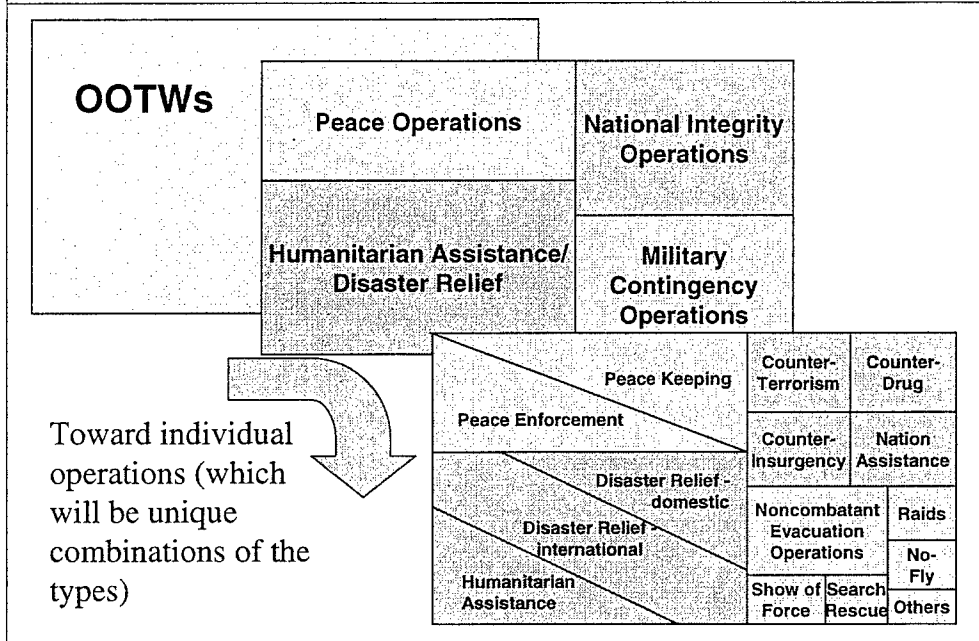 OOTWs
Peace Operations
National Integrity
Operations
Humanitarian Assistance/
Disaster Relief
Military
Contingency
Operations
Toward individual
operations (which
will be unique
combinations of the
types)
Peace Keeping
Peace Enforcement
Disaster Relief -
domestic
Disaster Relief -
international
Humanitarian
Assistance
Counter-
Terrorism
Counter-
Drug
Counter-
Insurgency
Nation
Assistance
Noncombatant
Evacuation
Operations
Raids
No-
Fly
Show of
Force
Search
Rescue
Others